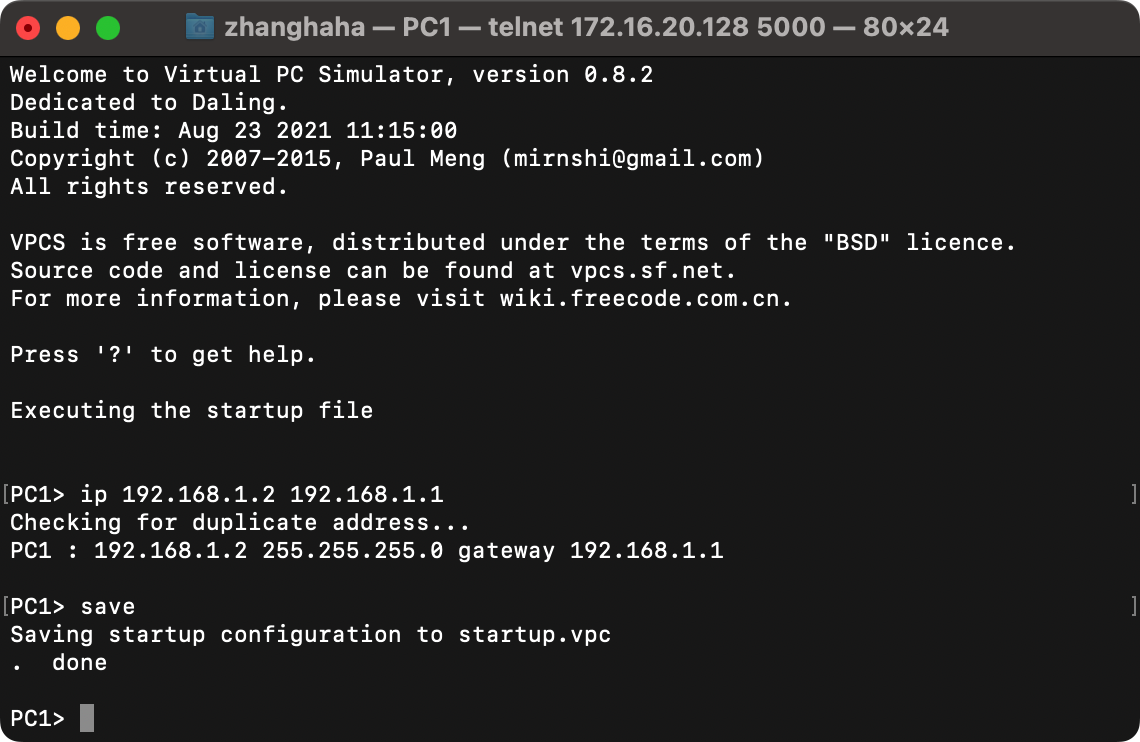 zhanghaha — PC1 — telnet 172.16.20.128 5000 — 80×24
Welcome to Virtual PC Simulator, version 0.8.2
Dedicated to Daling.
Build time: Aug 23 2021 11:15:00
Copyright (c) 2007-2015, Paul Meng (mirnshi@gmail.com)
All rights reserved.

VPCS is free software, distributed under the terms of the "BSD" licence.
Source code and license can be found at vpcs.sf.net.
For more information, please visit wiki.freecode.com.cn.

Press '?' to get help.

Executing the startup file


[PC1> ip 192.168.1.2 192.168.1.1 ]
Checking for duplicate address...
PC1 : 192.168.1.2 255.255.255.0 gateway 192.168.1.1

[PC1> save ]
Saving startup configuration to startup.vpc
.  done

PC1>